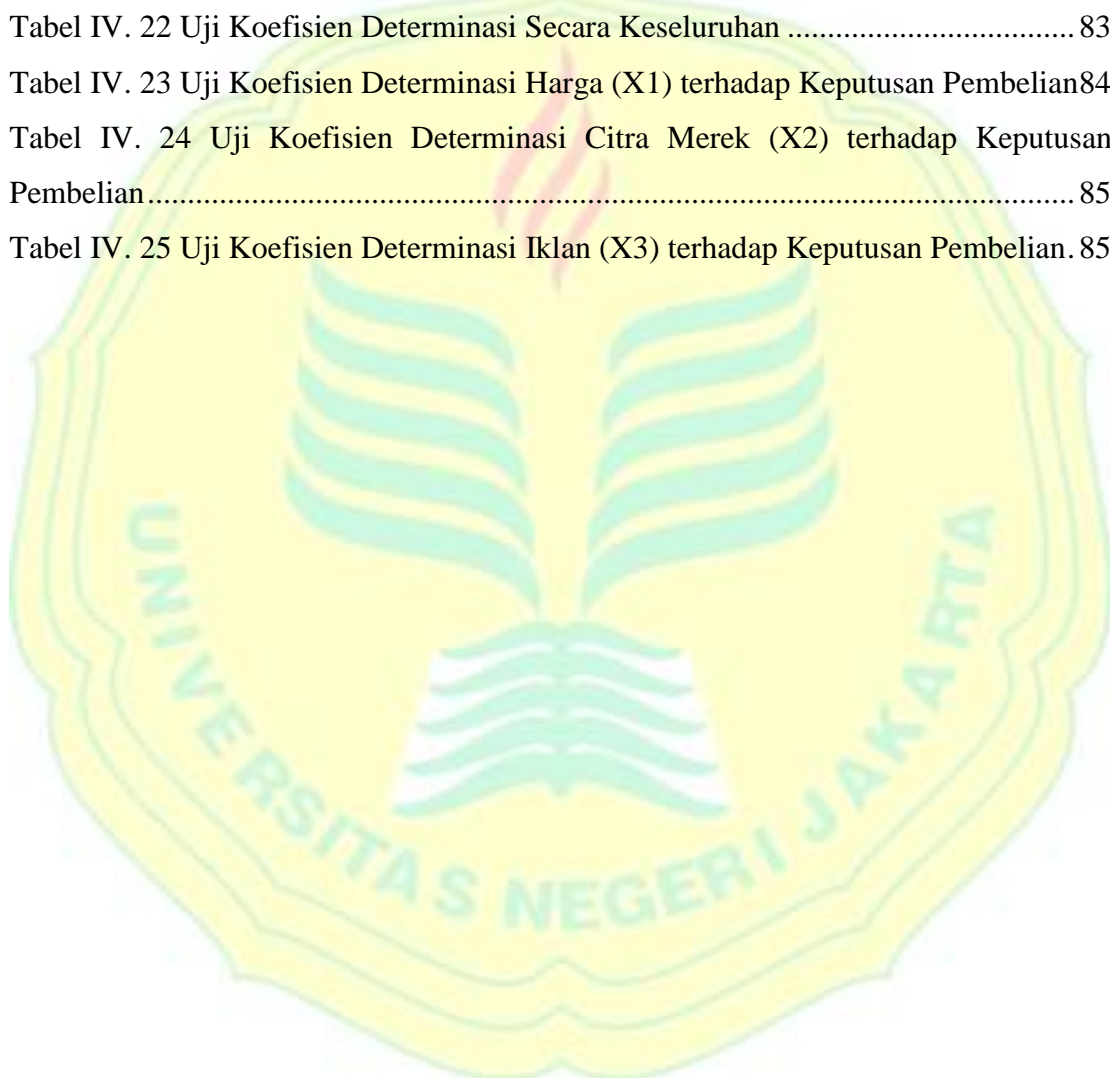 Tabel IV. 22 Uji Koefisien Determinasi Secara Keseluruhan .................................... 83
Tabel IV. 23 Uji Koefisien Determinasi Harga (X1) terhadap Keputusan Pembelian84
Tabel IV. 24 Uji Koefisien Determinasi Citra Merek (X2) terhadap Keputusan
Pembelian..................................................................................................................... 85
Tabel IV. 25 Uji Koefisien Determinasi Iklan (X3) terhadap Keputusan Pembelian. 85
UNIVERSITAS NEGERI JAKARTA